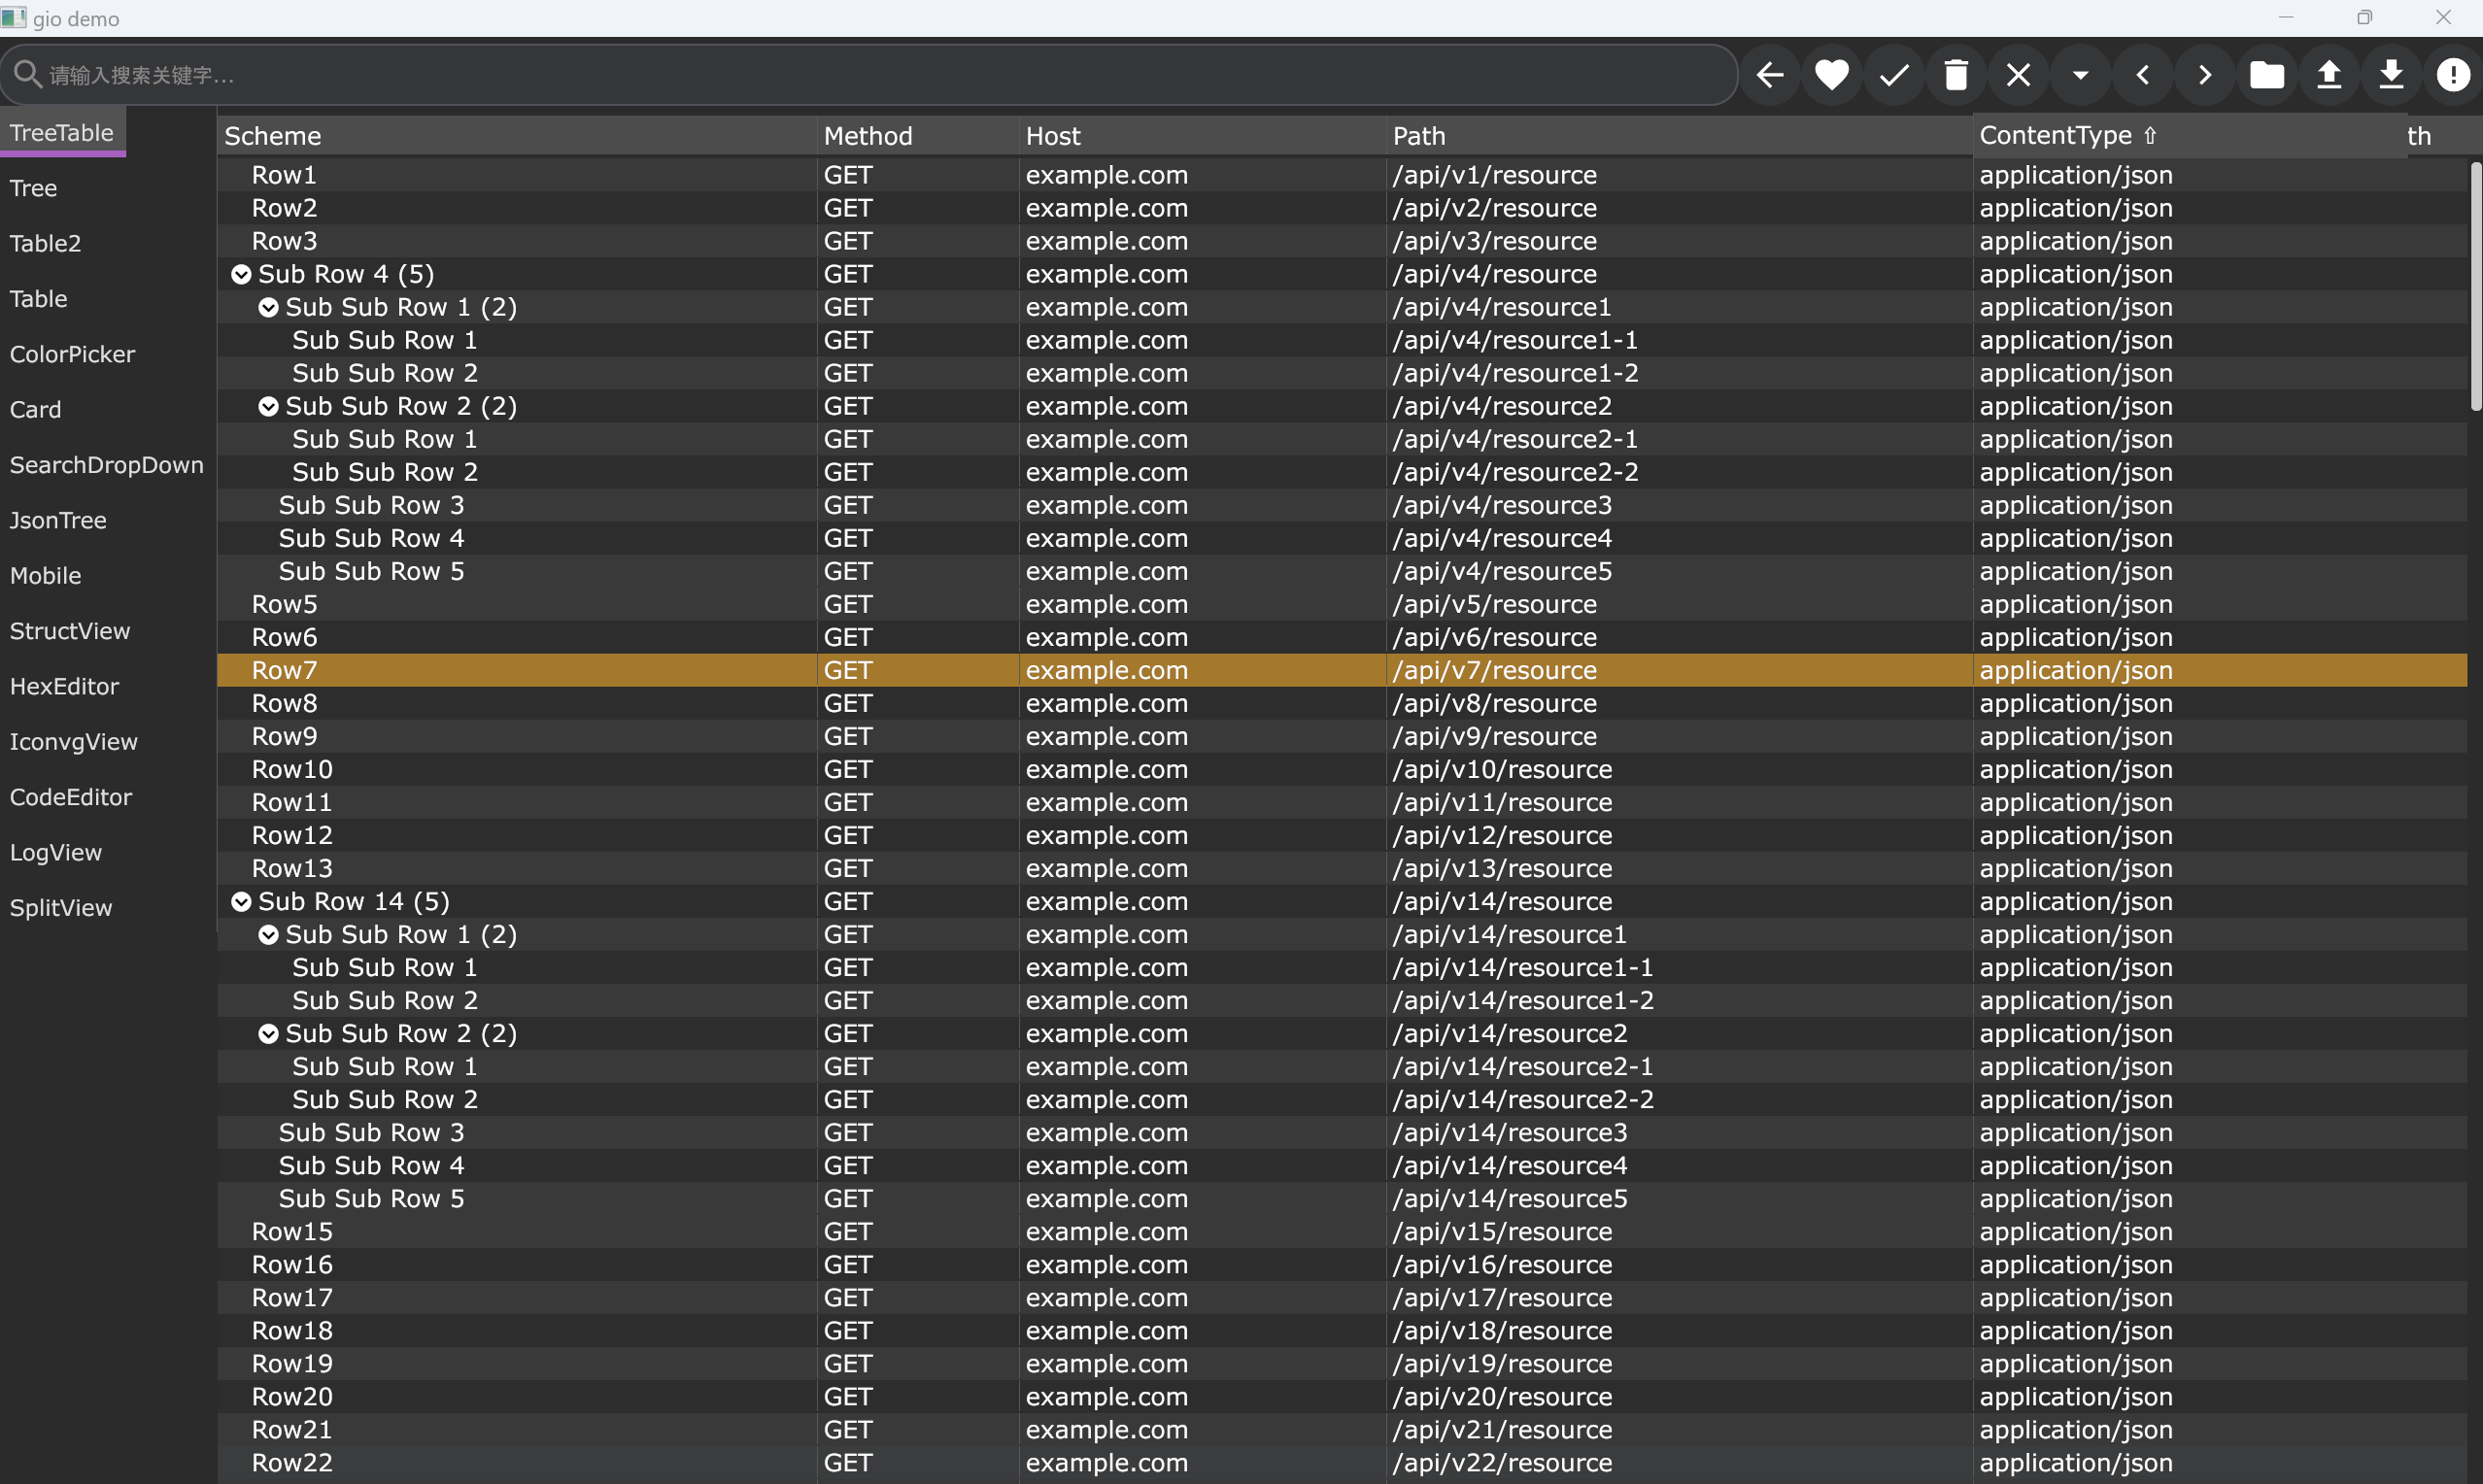 gio demo
请输入搜索关键字...
TreeTable
Tree
Table2
Table
ColorPicker
Card
SearchDropDown
JsonTree
Mobile
StructView
HexEditor
IconvgView
CodeEditor
LogView
SplitView
Scheme Method Host Path ContentType ⇧ th
Row1 GET example.com /api/v1/resource application/json
Row2 GET example.com /api/v2/resource application/json
Row3 GET example.com /api/v3/resource application/json
Sub Row 4 (5) GET example.com /api/v4/resource application/json
Sub Sub Row 1 (2) GET example.com /api/v4/resource1 application/json
Sub Sub Row 1 GET example.com /api/v4/resource1-1 application/json
Sub Sub Row 2 GET example.com /api/v4/resource1-2 application/json
Sub Sub Row 2 (2) GET example.com /api/v4/resource2 application/json
Sub Sub Row 1 GET example.com /api/v4/resource2-1 application/json
Sub Sub Row 2 GET example.com /api/v4/resource2-2 application/json
Sub Sub Row 3 GET example.com /api/v4/resource3 application/json
Sub Sub Row 4 GET example.com /api/v4/resource4 application/json
Sub Sub Row 5 GET example.com /api/v4/resource5 application/json
Row5 GET example.com /api/v5/resource application/json
Row6 GET example.com /api/v6/resource application/json
Row7 GET example.com /api/v7/resource application/json
Row8 GET example.com /api/v8/resource application/json
Row9 GET example.com /api/v9/resource application/json
Row10 GET example.com /api/v10/resource application/json
Row11 GET example.com /api/v11/resource application/json
Row12 GET example.com /api/v12/resource application/json
Row13 GET example.com /api/v13/resource application/json
Sub Row 14 (5) GET example.com /api/v14/resource application/json
Sub Sub Row 1 (2) GET example.com /api/v14/resource1 application/json
Sub Sub Row 1 GET example.com /api/v14/resource1-1 application/json
Sub Sub Row 2 GET example.com /api/v14/resource1-2 application/json
Sub Sub Row 2 (2) GET example.com /api/v14/resource2 application/json
Sub Sub Row 1 GET example.com /api/v14/resource2-1 application/json
Sub Sub Row 2 GET example.com /api/v14/resource2-2 application/json
Sub Sub Row 3 GET example.com /api/v14/resource3 application/json
Sub Sub Row 4 GET example.com /api/v14/resource4 application/json
Sub Sub Row 5 GET example.com /api/v14/resource5 application/json
Row15 GET example.com /api/v15/resource application/json
Row16 GET example.com /api/v16/resource application/json
Row17 GET example.com /api/v17/resource application/json
Row18 GET example.com /api/v18/resource application/json
Row19 GET example.com /api/v19/resource application/json
Row20 GET example.com /api/v20/resource application/json
Row21 GET example.com /api/v21/resource application/json
Row22 GET example.com /api/v22/resource application/json